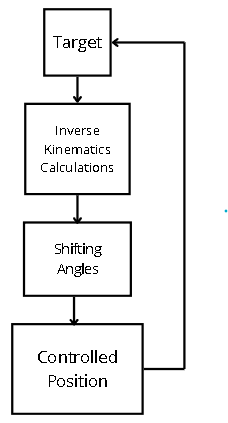 Target
Inverse
Kinematics
Calculations
Shifting
Angles
Controlled
Position